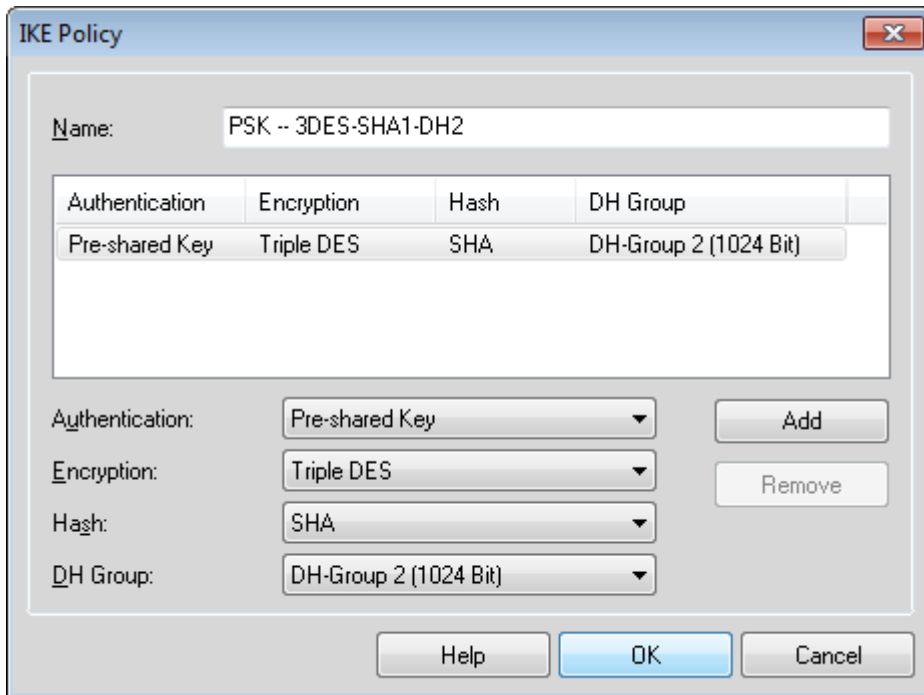 IKE Policy
Name: PSK -- 3DES-SHA1-DH2
Authentication Encryption Hash DH Group
Pre-shared Key Triple DES SHA DH-Group 2 (1024 Bit)
Authentication: Pre-shared Key Add
Encryption: Triple DES Remove
Hash: SHA
DH Group: DH-Group 2 (1024 Bit)
Help OK Cancel